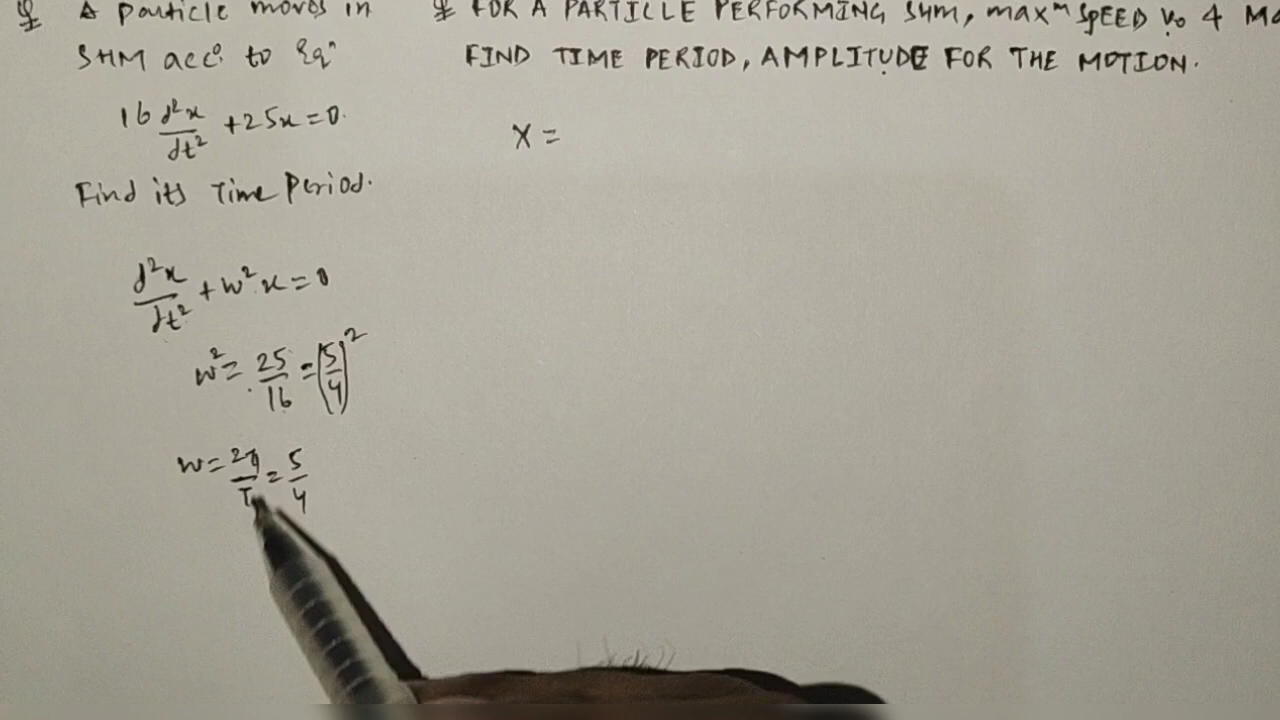 Q A particle moves in
SHM accⁿ to Eqⁿ
16 d²x/dt² + 25x = 0.
Find its Time Period.
d²x/dt² + w²x = 0
w² = 25/16 = (5/4)²
w = 2π/T = 5/4
Q FOR A PARTICLE PERFORMING SHM, maxᵐ SPEED v₀ 4
FIND TIME PERIOD, AMPLITUDE FOR THE MOTION.
X =